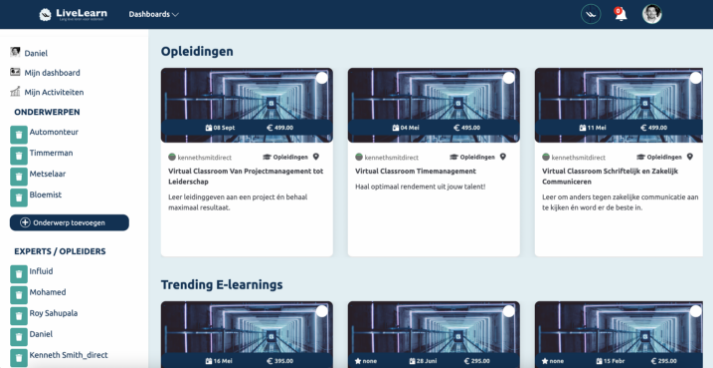 LiveLearn
Dashboards
8
Daniel
Mijn dashboard
Mijn Activiteiten
ONDERWERPEN
Automonteur
Timmerman
Metselaar
Bloemist
Onderwerp toevoegen
EXPERTS / OPLEIDERS
Influid
Mohamed
Roy Sahupala
Daniel
Kenneth Smith_direct
Opleidingen
08 Sept € 499.00
kennethsmitdirect Opleidingen
Virtual Classroom Van Projectmanagement tot
Leiderschap
Leer leidinggeven aan een project én behaal
maximaal resultaat.
04 Mei € 495.00
kennethsmitdirect Opleidingen
Virtual Classroom Timemanagement
Haal optimaal rendement uit jouw talent!
11 Mei € 499.00
kennethsmitdirect Opleidingen
Virtual Classroom Schriftelijk en Zakelijk
Communiceren
Leer om anders tegen zakelijke communicatie aan
te kijken én word er de beste in.
Trending E-learnings
16 Mei € 395.00
none 28 Juni € 295.00
none 15 Febr € 295.00